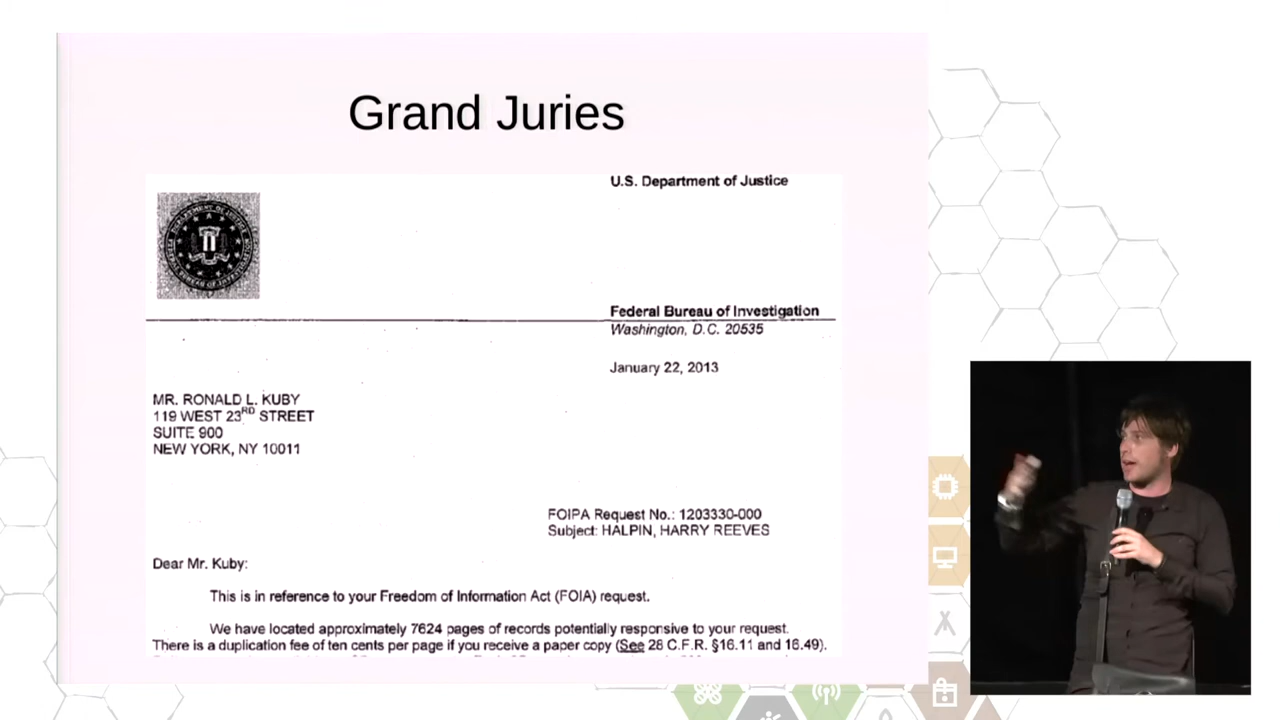 Grand Juries
U.S. Department of Justice
Federal Bureau of Investigation
Washington, D.C. 20535
January 22, 2013
MR. RONALD L. KUBY
119 WEST 23RD STREET
SUITE 900
NEW YORK, NY 10011
FOIPA Request No.: 1203330-000
Subject: HALPIN, HARRY REEVES
Dear Mr. Kuby:
This is in reference to your Freedom of Information Act (FOIA) request.
We have located approximately 7624 pages of records potentially responsive to your request.
There is a duplication fee of ten cents per page if you receive a paper copy (See 28 C.F.R. §16.11 and 16.49).